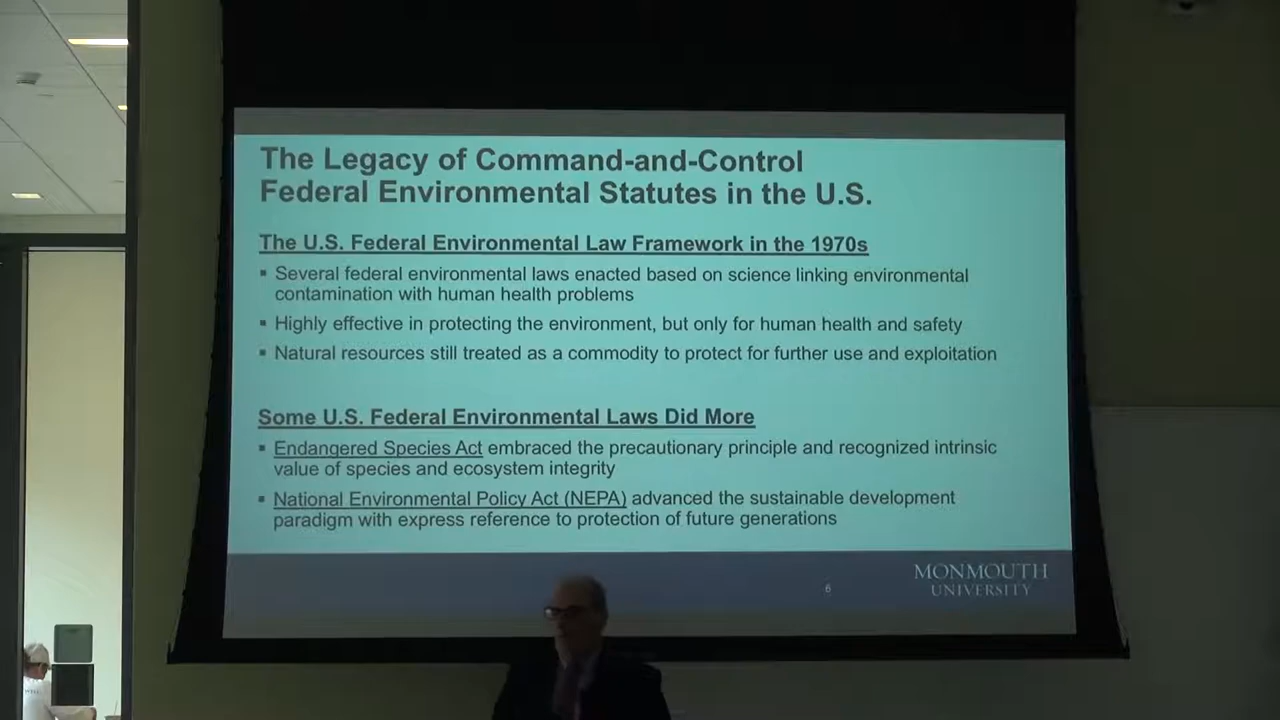 The Legacy of Command-and-Control
Federal Environmental Statutes in the U.S.
The U.S. Federal Environmental Law Framework in the 1970s
▪ Several federal environmental laws enacted based on science linking environmental
contamination with human health problems
▪ Highly effective in protecting the environment, but only for human health and safety
▪ Natural resources still treated as a commodity to protect for further use and exploitation
Some U.S. Federal Environmental Laws Did More
▪ Endangered Species Act embraced the precautionary principle and recognized intrinsic
value of species and ecosystem integrity
▪ National Environmental Policy Act (NEPA) advanced the sustainable development
paradigm with express reference to protection of future generations
6
MONMOUTH
UNIVERSITY